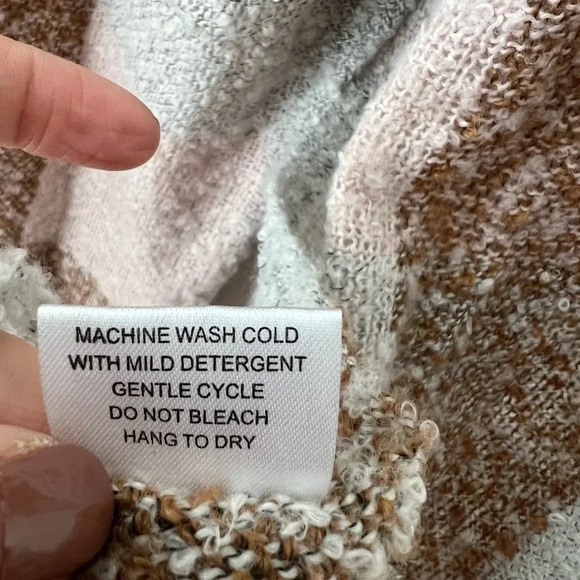 MACHINE WASH COLD
WITH MILD DETERGENT
GENTLE CYCLE
DO NOT BLEACH
HANG TO DRY